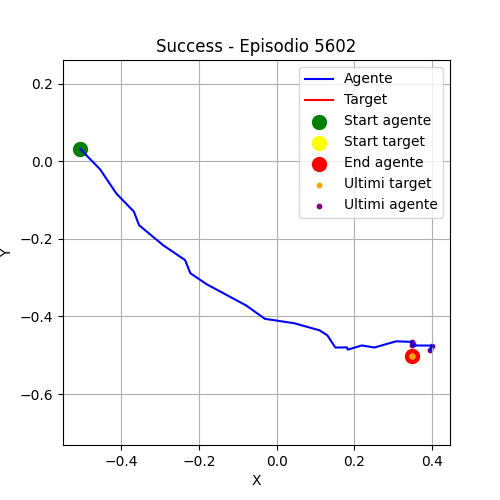 Success - Episodio 5602
Agente
Target
Start agente
Start target
End agente
Ultimi target
Ultimi agente
0.2
0.0
−0.2
−0.4
−0.6
Y
−0.4
−0.2
0.0
0.2
0.4
X